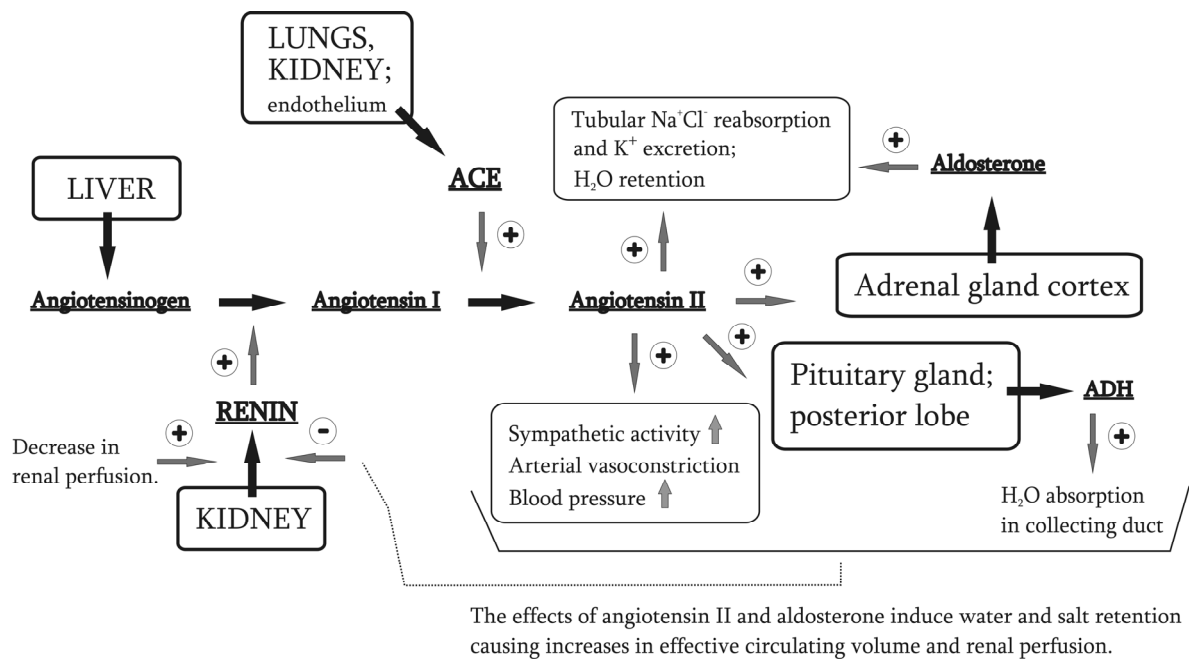 LUNGS,
KIDNEY;
endothelium
LIVER
ACE
+
Tubular Na⁺Cl⁻ reabsorption
and K⁺ excretion;
H₂O retention
+
Aldosterone
+
+
Adrenal gland cortex
Angiotensinogen
Angiotensin I
Angiotensin II
+
+
+
Pituitary gland;
posterior lobe
ADH
+
RENIN
+
-
Decrease in
renal perfusion.
KIDNEY
Sympathetic activity
Arterial vasoconstriction
Blood pressure
+
H₂O absorption
in collecting duct
The effects of angiotensin II and aldosterone induce water and salt retention
causing increases in effective circulating volume and renal perfusion.